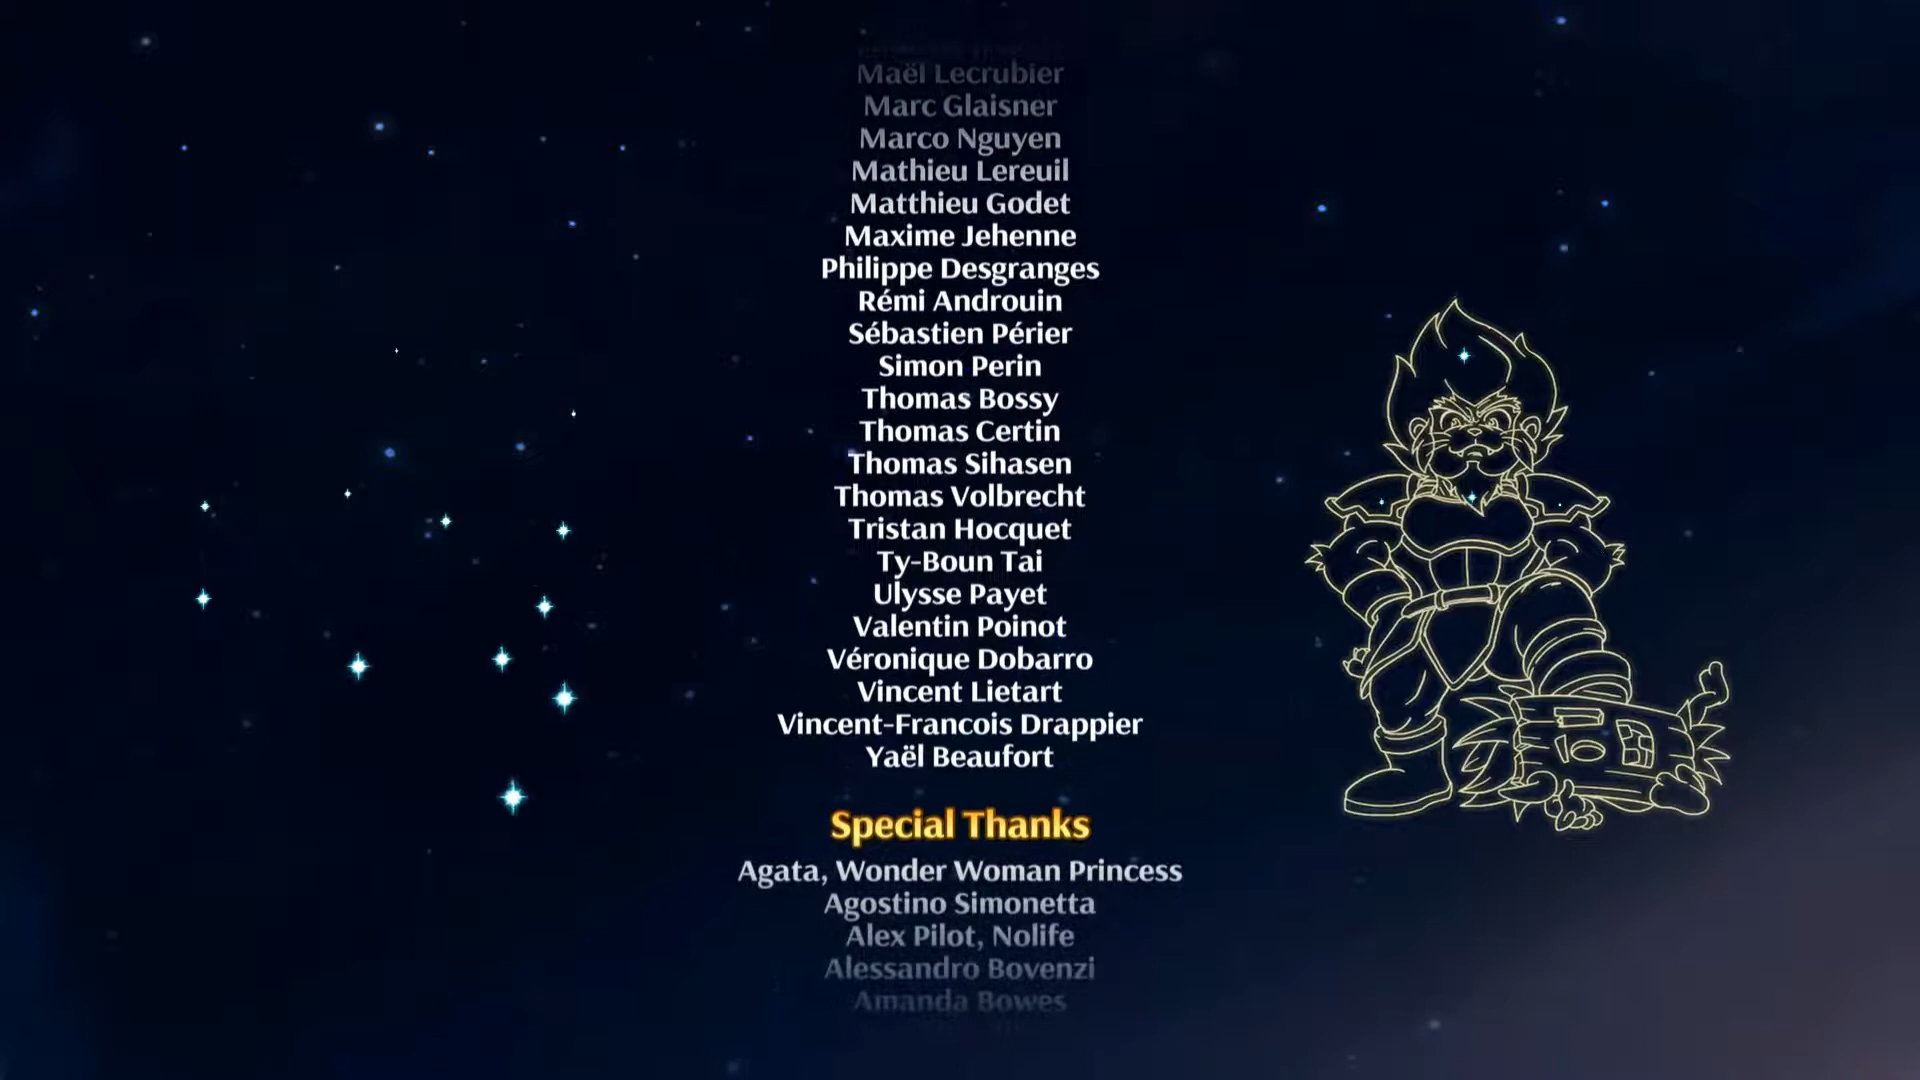 Maël Lecrubier
Marc Glaisner
Marco Nguyen
Mathieu Lereuil
Matthieu Godet
Maxime Jehenne
Philippe Desgranges
Rémi Androuin
Sébastien Périer
Simon Perin
Thomas Bossy
Thomas Certin
Thomas Sihasen
Thomas Volbrecht
Tristan Hocquet
Ty-Boun Tai
Ulysse Payet
Valentin Poinot
Véronique Dobarro
Vincent Lietart
Vincent-Francois Drappier
Yaël Beaufort
Special Thanks
Agata, Wonder Woman Princess
Agostino Simonetta
Alex Pilot, Nolife
Alessandro Bovenzi
Amanda Bowes